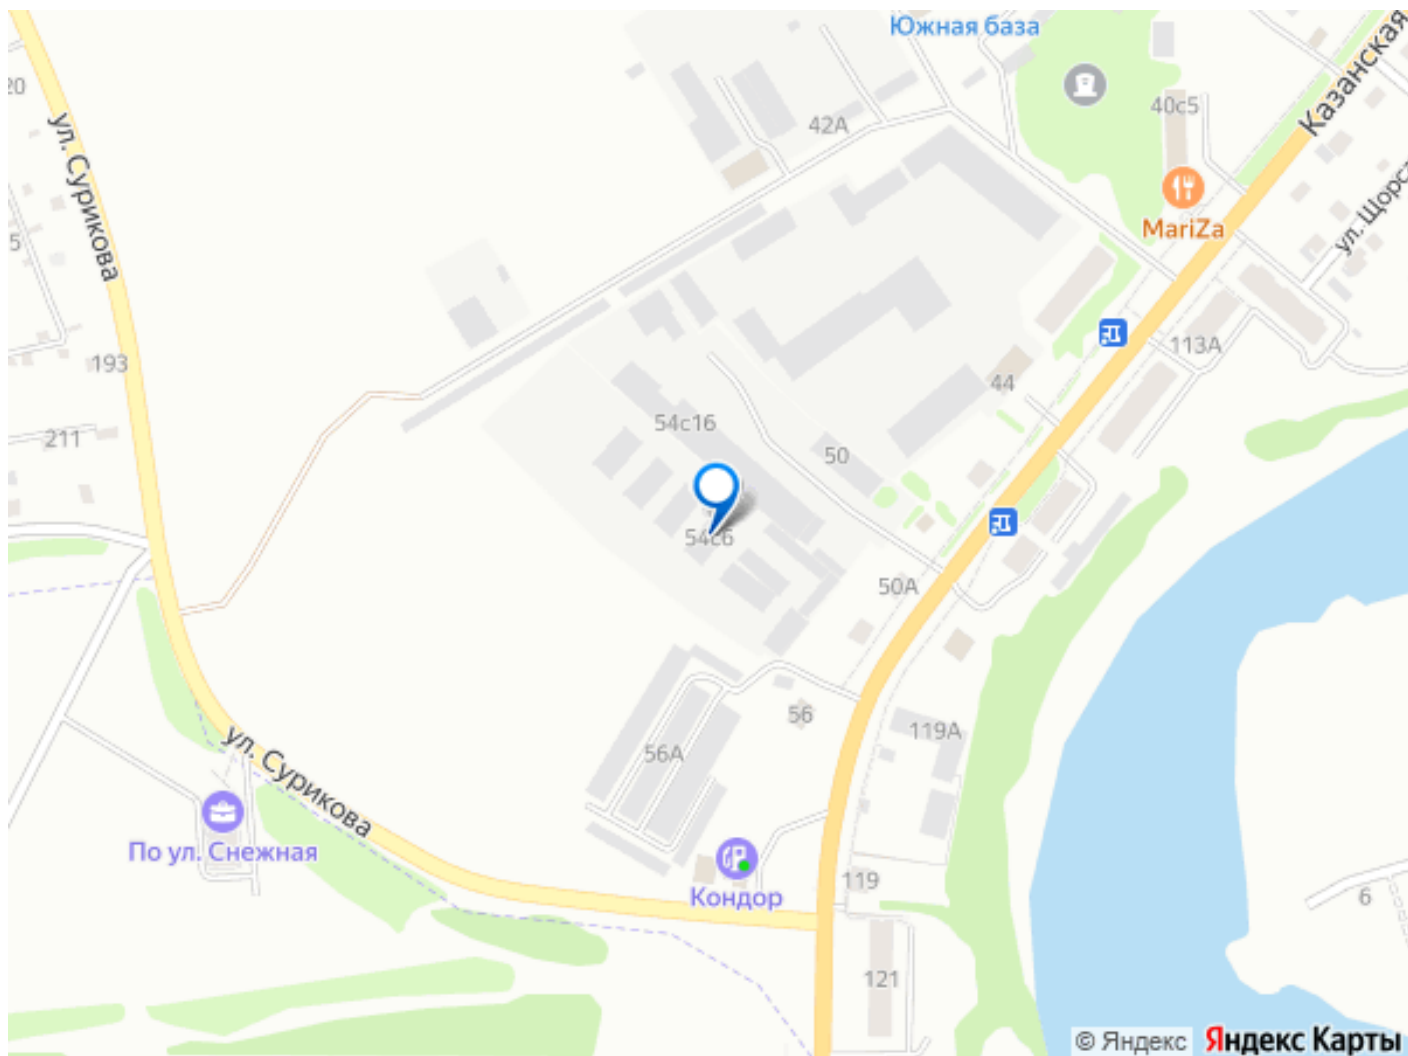 Южная база
Казанская
20
ул. Сурикова
42А
40с5
MariZa
ул. Щорса
5
193
113А
44
211
54с16
50
54с6
50А
56
119А
56А
ул. Сурикова
По ул. Снежная
Кондор
119
6
121
© Яндекс Яндекс Карты